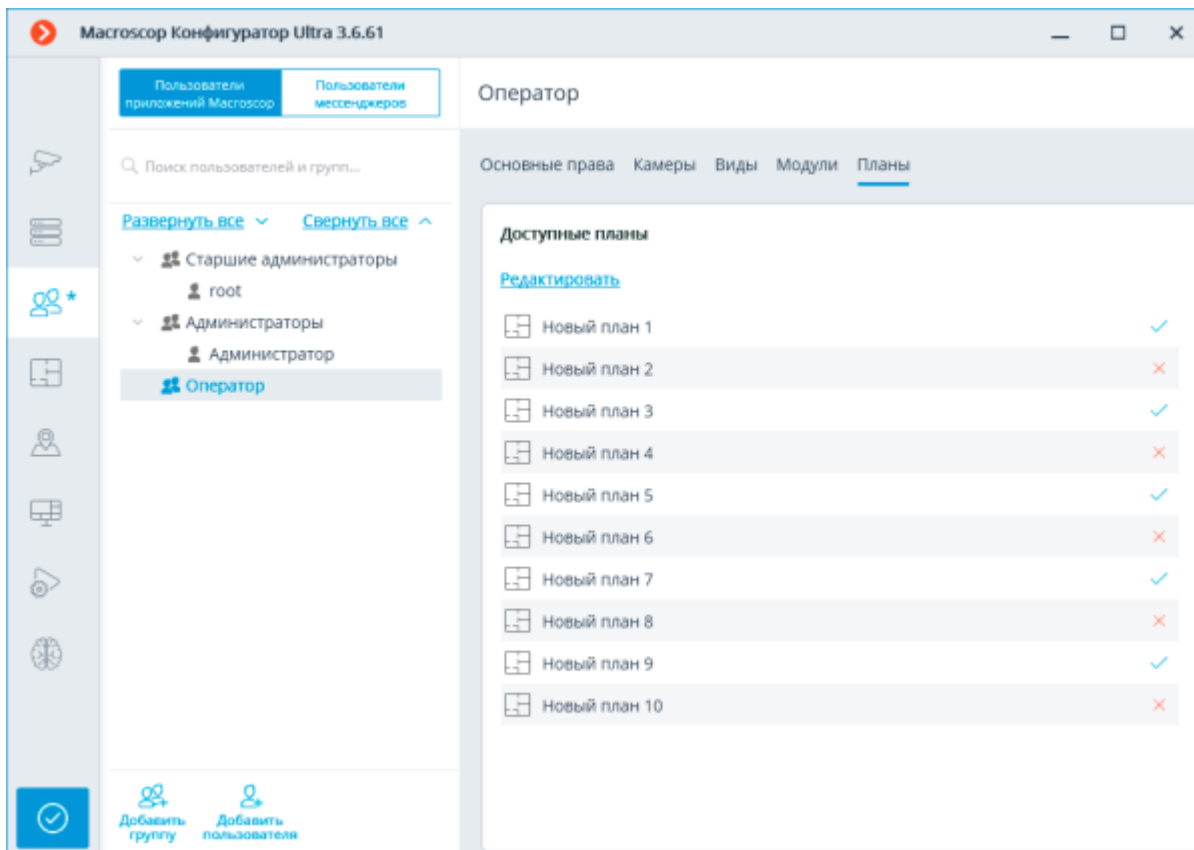 Macroscop Конфигуратор Ultra 3.6.61
Пользователи
приложений Macroscop
Пользователи
мессенджеров
Поиск пользователей и групп...
Развернуть все
Свернуть все
Старшие администраторы
root
Администраторы
Администратор
Оператор
Добавить
группу
Добавить
пользователя
Оператор
Основные права Камеры Виды Модули Планы
Доступные планы
Редактировать
Новый план 1
Новый план 2
Новый план 3
Новый план 4
Новый план 5
Новый план 6
Новый план 7
Новый план 8
Новый план 9
Новый план 10